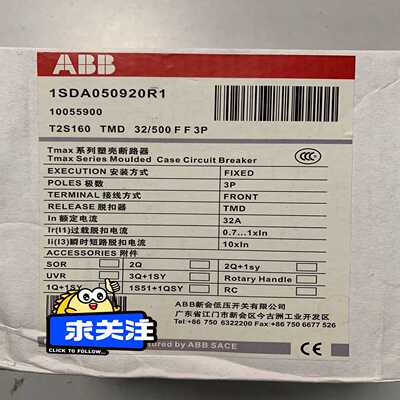 ABB
1SDA050920R1
10055900
T2S160 TMD 32/500 F F 3P
Tmax 系列塑壳断路器
Tmax Series Moulded Case Circuit Breaker
CCC
EXECUTION 安装方式 FIXED
POLES 极数 3P
TERMINAL 接线方式 FRONT
RELEASE 脱扣器 TMD
In 额定电流 32A
Ir(I1)过载脱扣电流 0.7...1xIn
Ii(I3)瞬时短路脱扣电流 10xIn
ACCESSORIES 附件
SOR 2Q 2Q+1sy
UVR 3Q+1SY Rotary Handle
1Q+1SY 1S51+1QSY RC
ABB新会低压开关有限公司
广东省江门市新会区今古洲工业开发区
Tel:+86 750 6322200 Fax:+86 750 6677 526
求关注
CLICK TO FOLLOW...
ured by ABB SACE